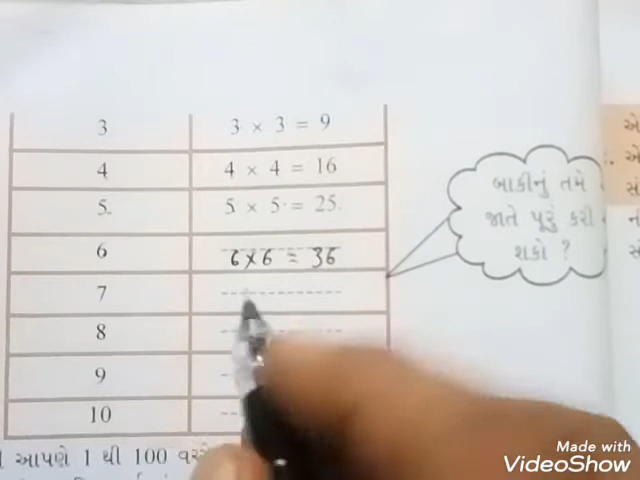 3 3 × 3 = 9
4 4 × 4 = 16
5 5 × 5 = 25
6 6×6 = 36
7
8
9
10
બાકીનું તમે
જાતે પૂરું કરી
શકો ?
આપણે 1 થી 100
Made with
VideoShow